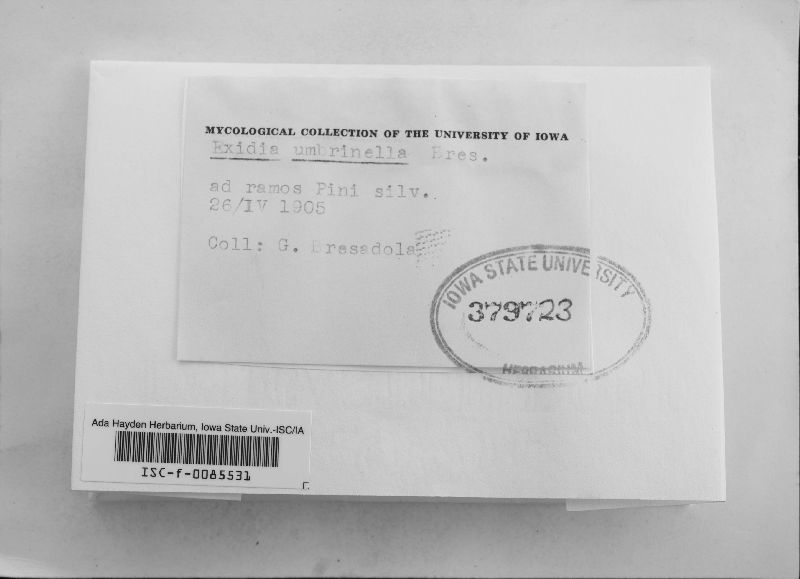 MYCOLOGICAL COLLECTION OF THE UNIVERSITY OF IOWA
Exidia umbrinella Bres.
ad ramos Pini silv.
26/IV 1905
Coll: G. Bresadola
IOWA STATE UNIVERSITY
379723
HERBARIUM
Ada Hayden Herbarium, Iowa State Univ.-ISC/IA
ISC-f-0085531